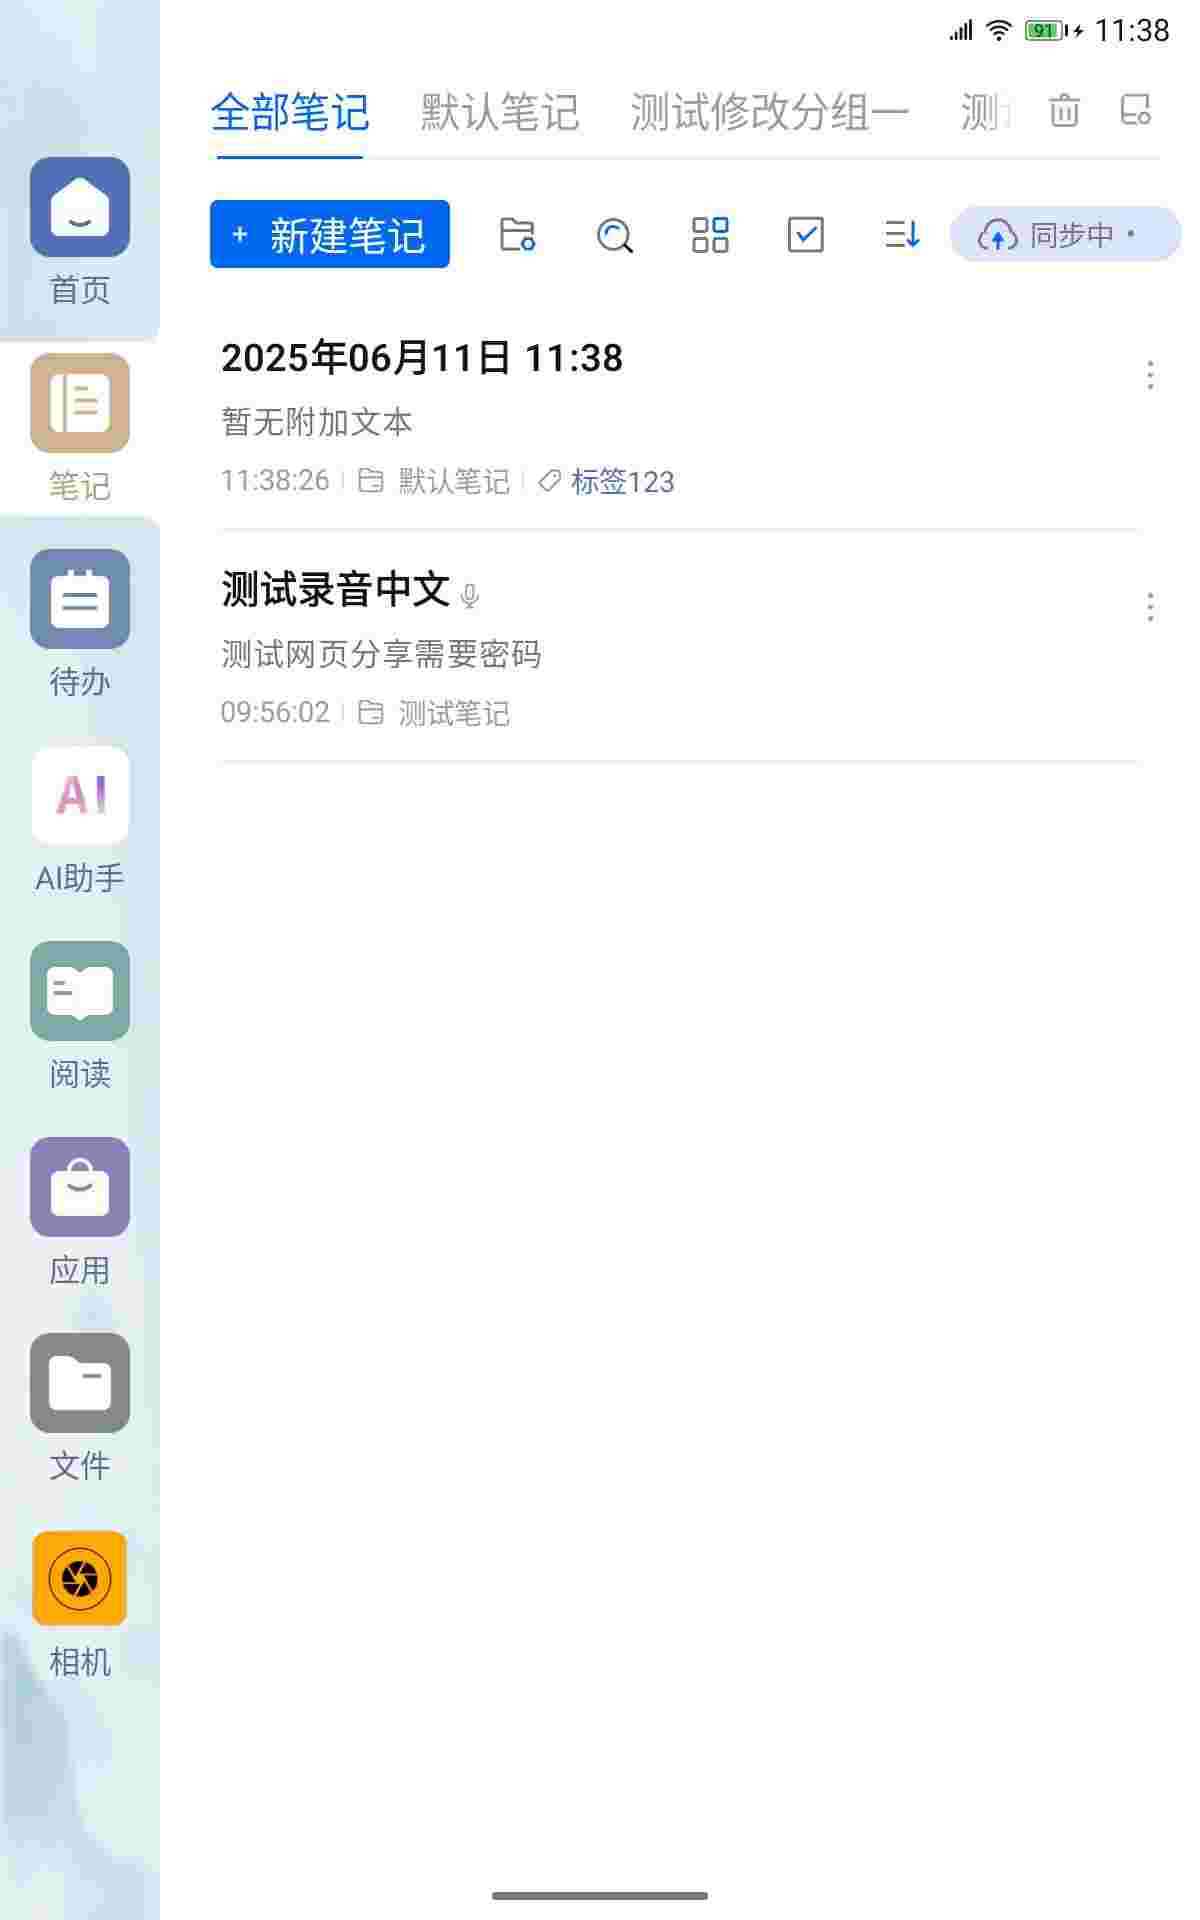 91 11:38
全部笔记 默认笔记 测试修改分组一 测
+ 新建笔记 同步中 ·
首页
笔记
待办
AI
AI助手
阅读
应用
文件
相机
2025年06月11日 11:38
暂无附加文本
11:38:26 默认笔记 标签123
测试录音中文
测试网页分享需要密码
09:56:02 测试笔记